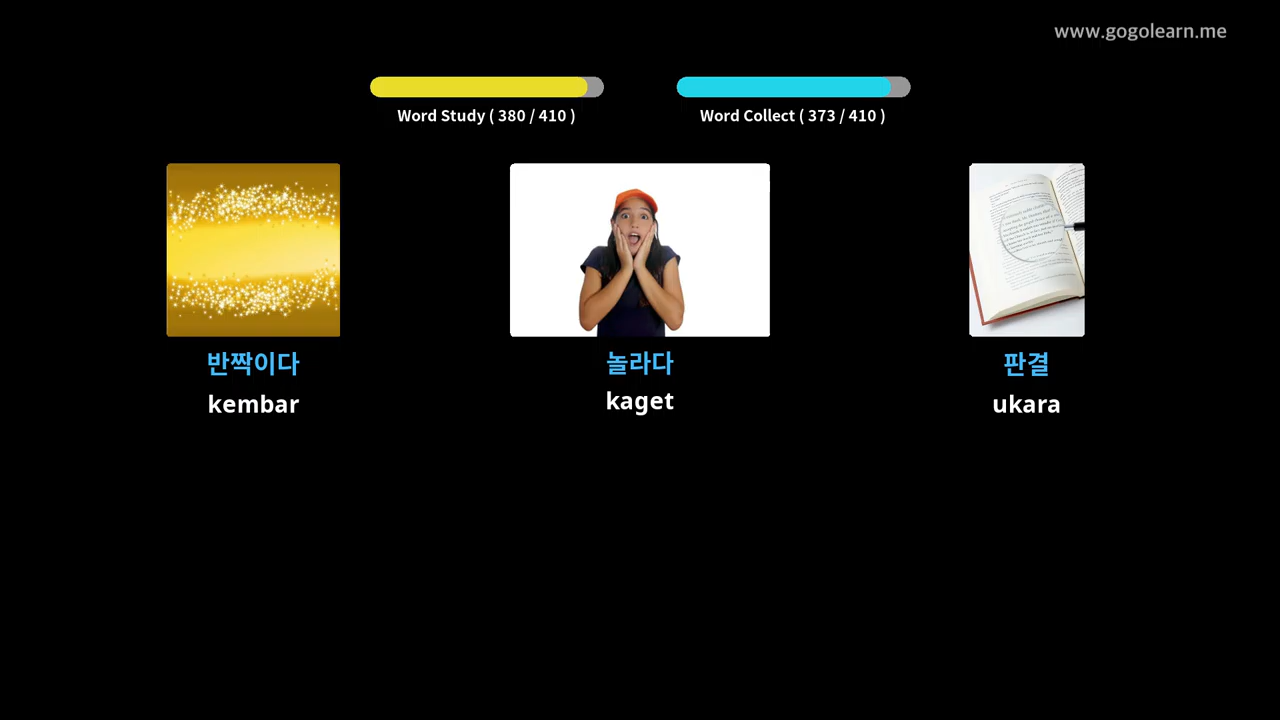 www.gogolearn.me
Word Study ( 380 / 410 )
Word Collect ( 373 / 410 )
반짝이다
놀라다
판결
kembar
kaget
ukara